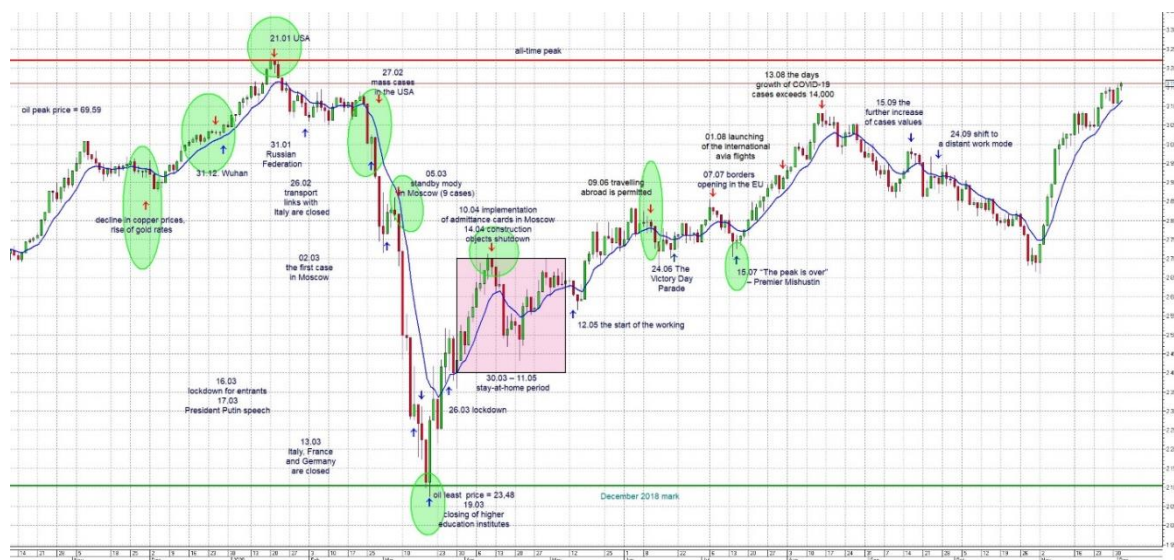 21.01 USA
all-time peak
27.02
mass cases
in the USA
13.08 the days
growth of COVID-19
cases exceeds 14,000
oil peak price = 69,59
15.09 the
further increase
of cases values
24.09 shift to
a distant work mode
01.08 launching
of the international
avia flights
31.01
Russian
Federation
31.12. Wuhan
05.03
standby mody
in Moscow (9 cases)
07.07 borders
opening in the EU
26.02
transport
links with
Italy are closed
09.06 travelling
abroad is permitted
decline in copper prices,
rise of gold rates
10.04 implementation
of admittance cards in Moscow
14.04 construction
objects shutdown
02.03
the first case
in Moscow
24.06 The
Victory Day
Parade
15.07 “The peak is over”
– Premier Mishustin
12.05 the start of the working
30.03 – 11.05
stay-at-home period
16.03
lockdown for entrants
17.03
President Putin speech
26.03 lockdown
13.03
Italy, France
and Germany
are closed
oil least price = 23,48
19.03
closing of higher
education institutes
December 2018 mark